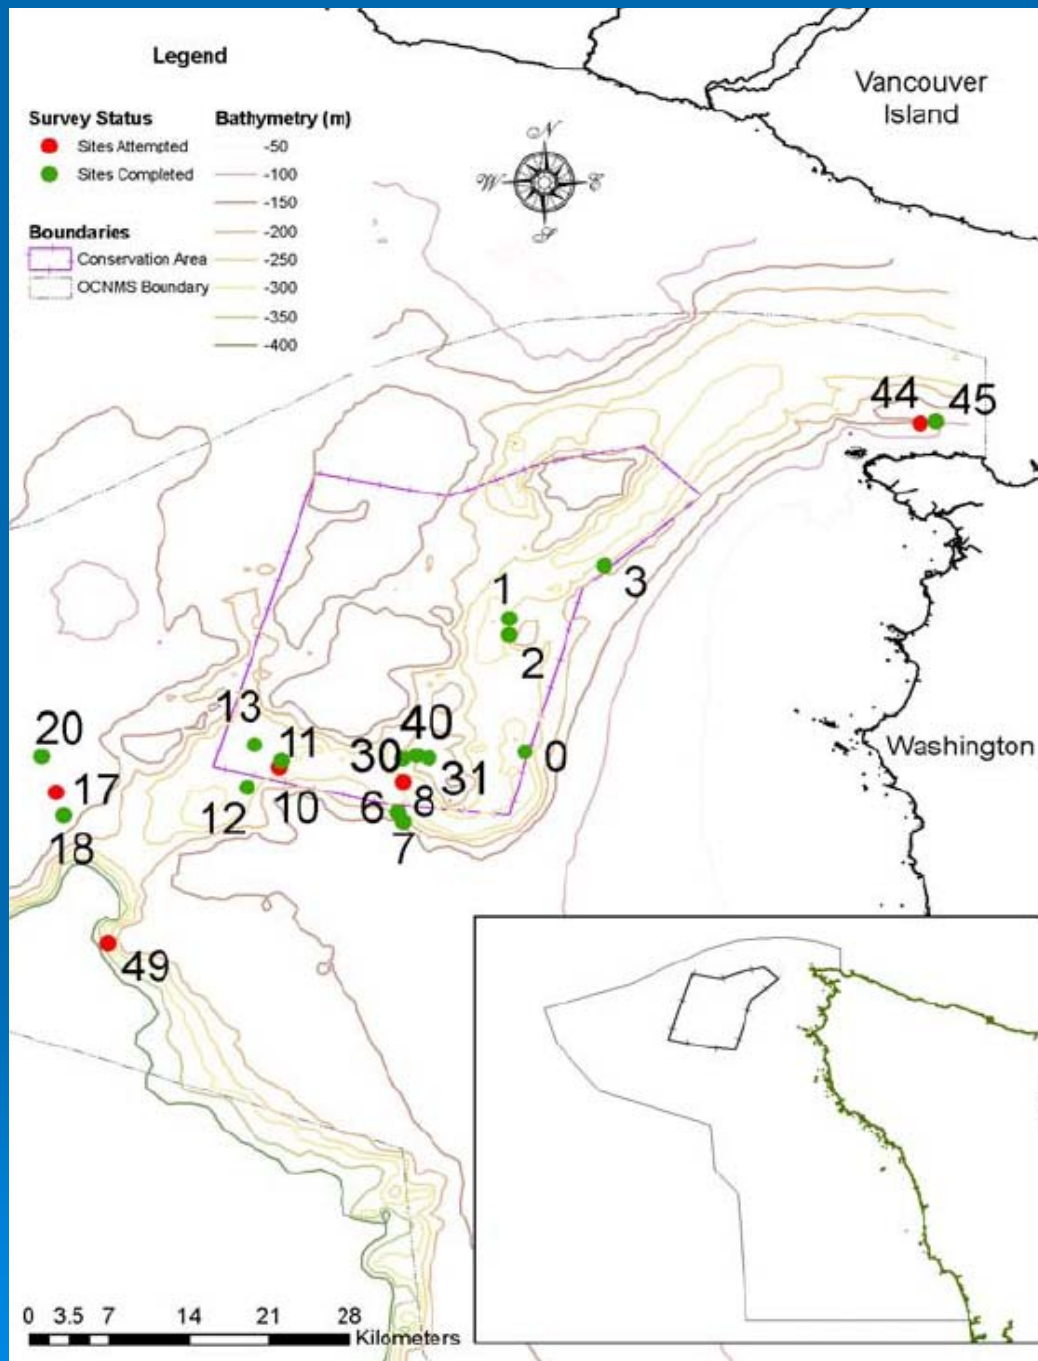 Legend
Survey Status
Sites Attempted
Sites Completed
Boundaries
Conservation Area
OCNMS Boundary
Bathymetry (m)
-50
-100
-150
-200
-250
-300
-350
-400
N
W
E
S
Vancouver
Island
44
45
3
1
2
13
40
20
11
30
0
Washington
31
17
10
8
6
12
7
18
49
0
3.5
7
14
21
28
Kilometers